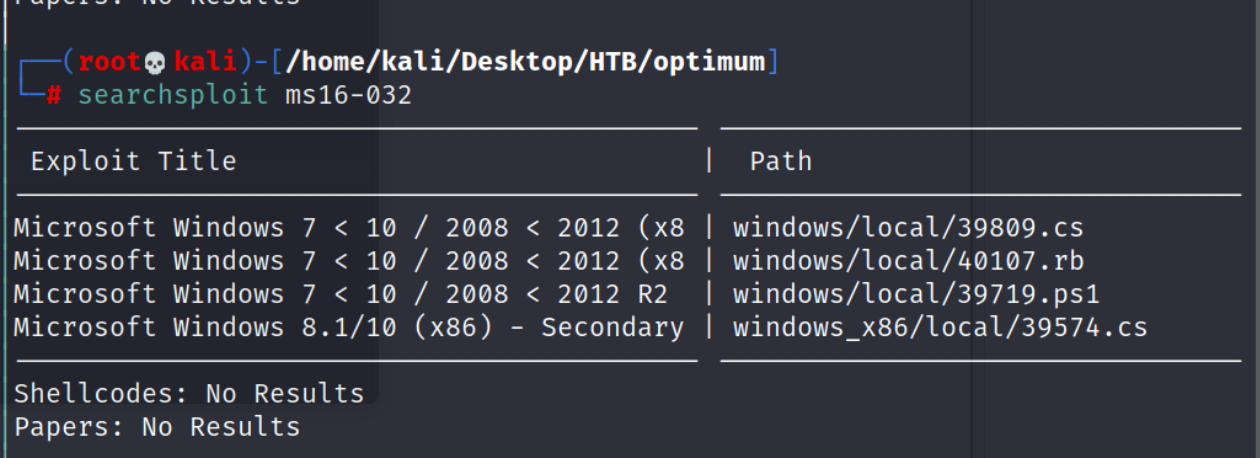 Papers: No Results
┌──(root💀kali)-[/home/kali/Desktop/HTB/optimum]
└─# searchsploit ms16-032
Exploit Title | Path
Microsoft Windows 7 < 10 / 2008 < 2012 (x8 | windows/local/39809.cs
Microsoft Windows 7 < 10 / 2008 < 2012 (x8 | windows/local/40107.rb
Microsoft Windows 7 < 10 / 2008 < 2012 R2 | windows/local/39719.ps1
Microsoft Windows 8.1/10 (x86) - Secondary | windows_x86/local/39574.cs
Shellcodes: No Results
Papers: No Results